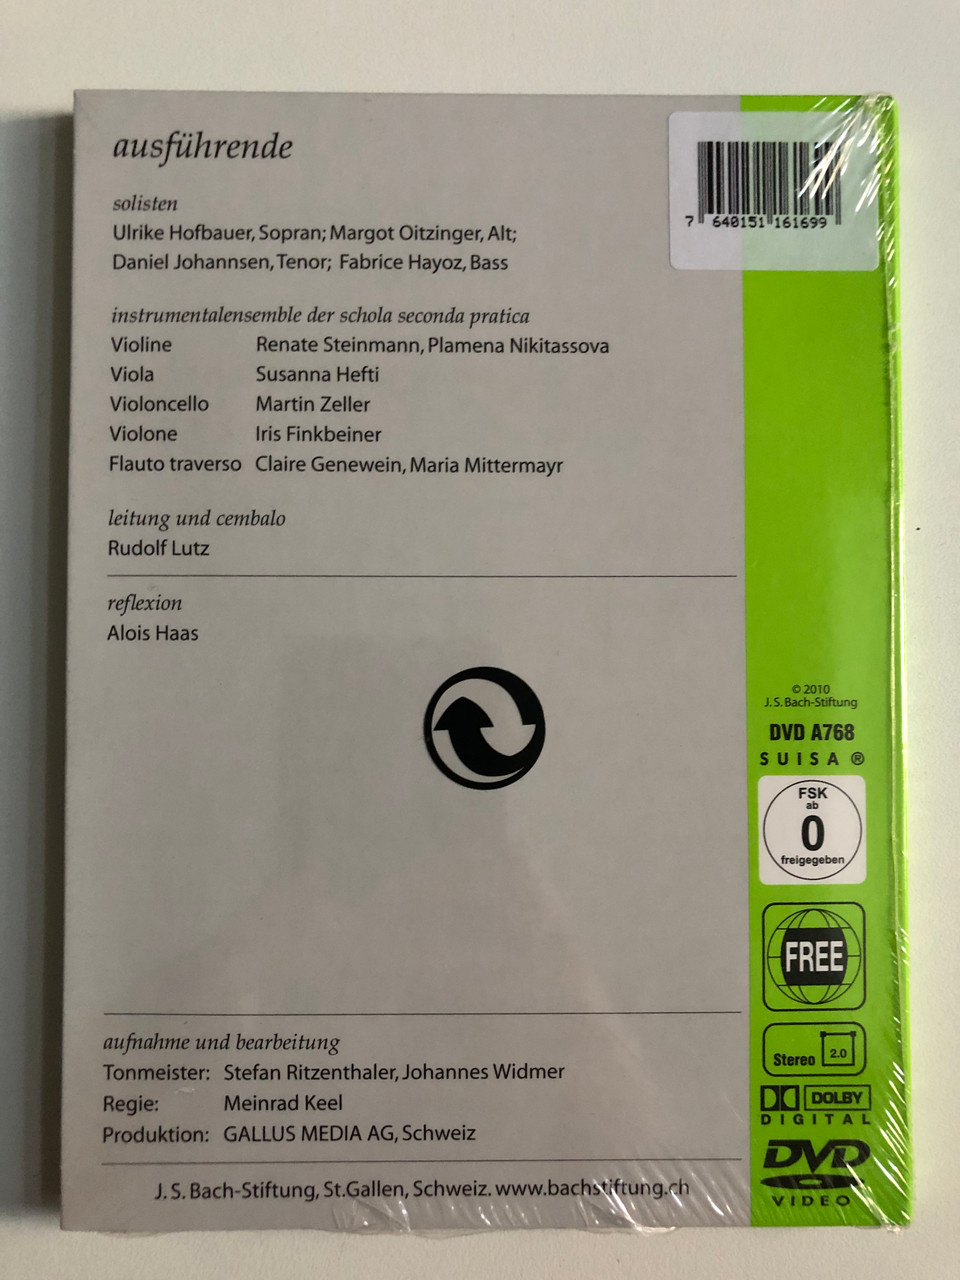 ausführende
solisten
Ulrike Hofbauer, Sopran; Margot Oitzinger, Alt;
Daniel Johannsen, Tenor; Fabrice Hayoz, Bass
instrumentalensemble der schola seconda pratica
Violine Renate Steinmann, Plamena Nikitassova
Viola Susanna Hefti
Violoncello Martin Zeller
Violone Iris Finkbeiner
Flauto traverso Claire Genewein, Maria Mittermayr
leitung und cembalo
Rudolf Lutz
reflexion
Alois Haas
aufnahme und bearbeitung
Tonmeister: Stefan Ritzenthaler, Johannes Widmer
Regie: Meinrad Keel
Produktion: GALLUS MEDIA AG, Schweiz
J. S. Bach-Stiftung, St.Gallen, Schweiz. www.bachstiftung.ch
7 640151 161699
© 2010
J. S. Bach-Stiftung
DVD A768
SUISA ®
FSK
ab
0
freigegeben
FREE
Stereo 2.0
DOLBY
DIGITAL
DVD
VIDEO